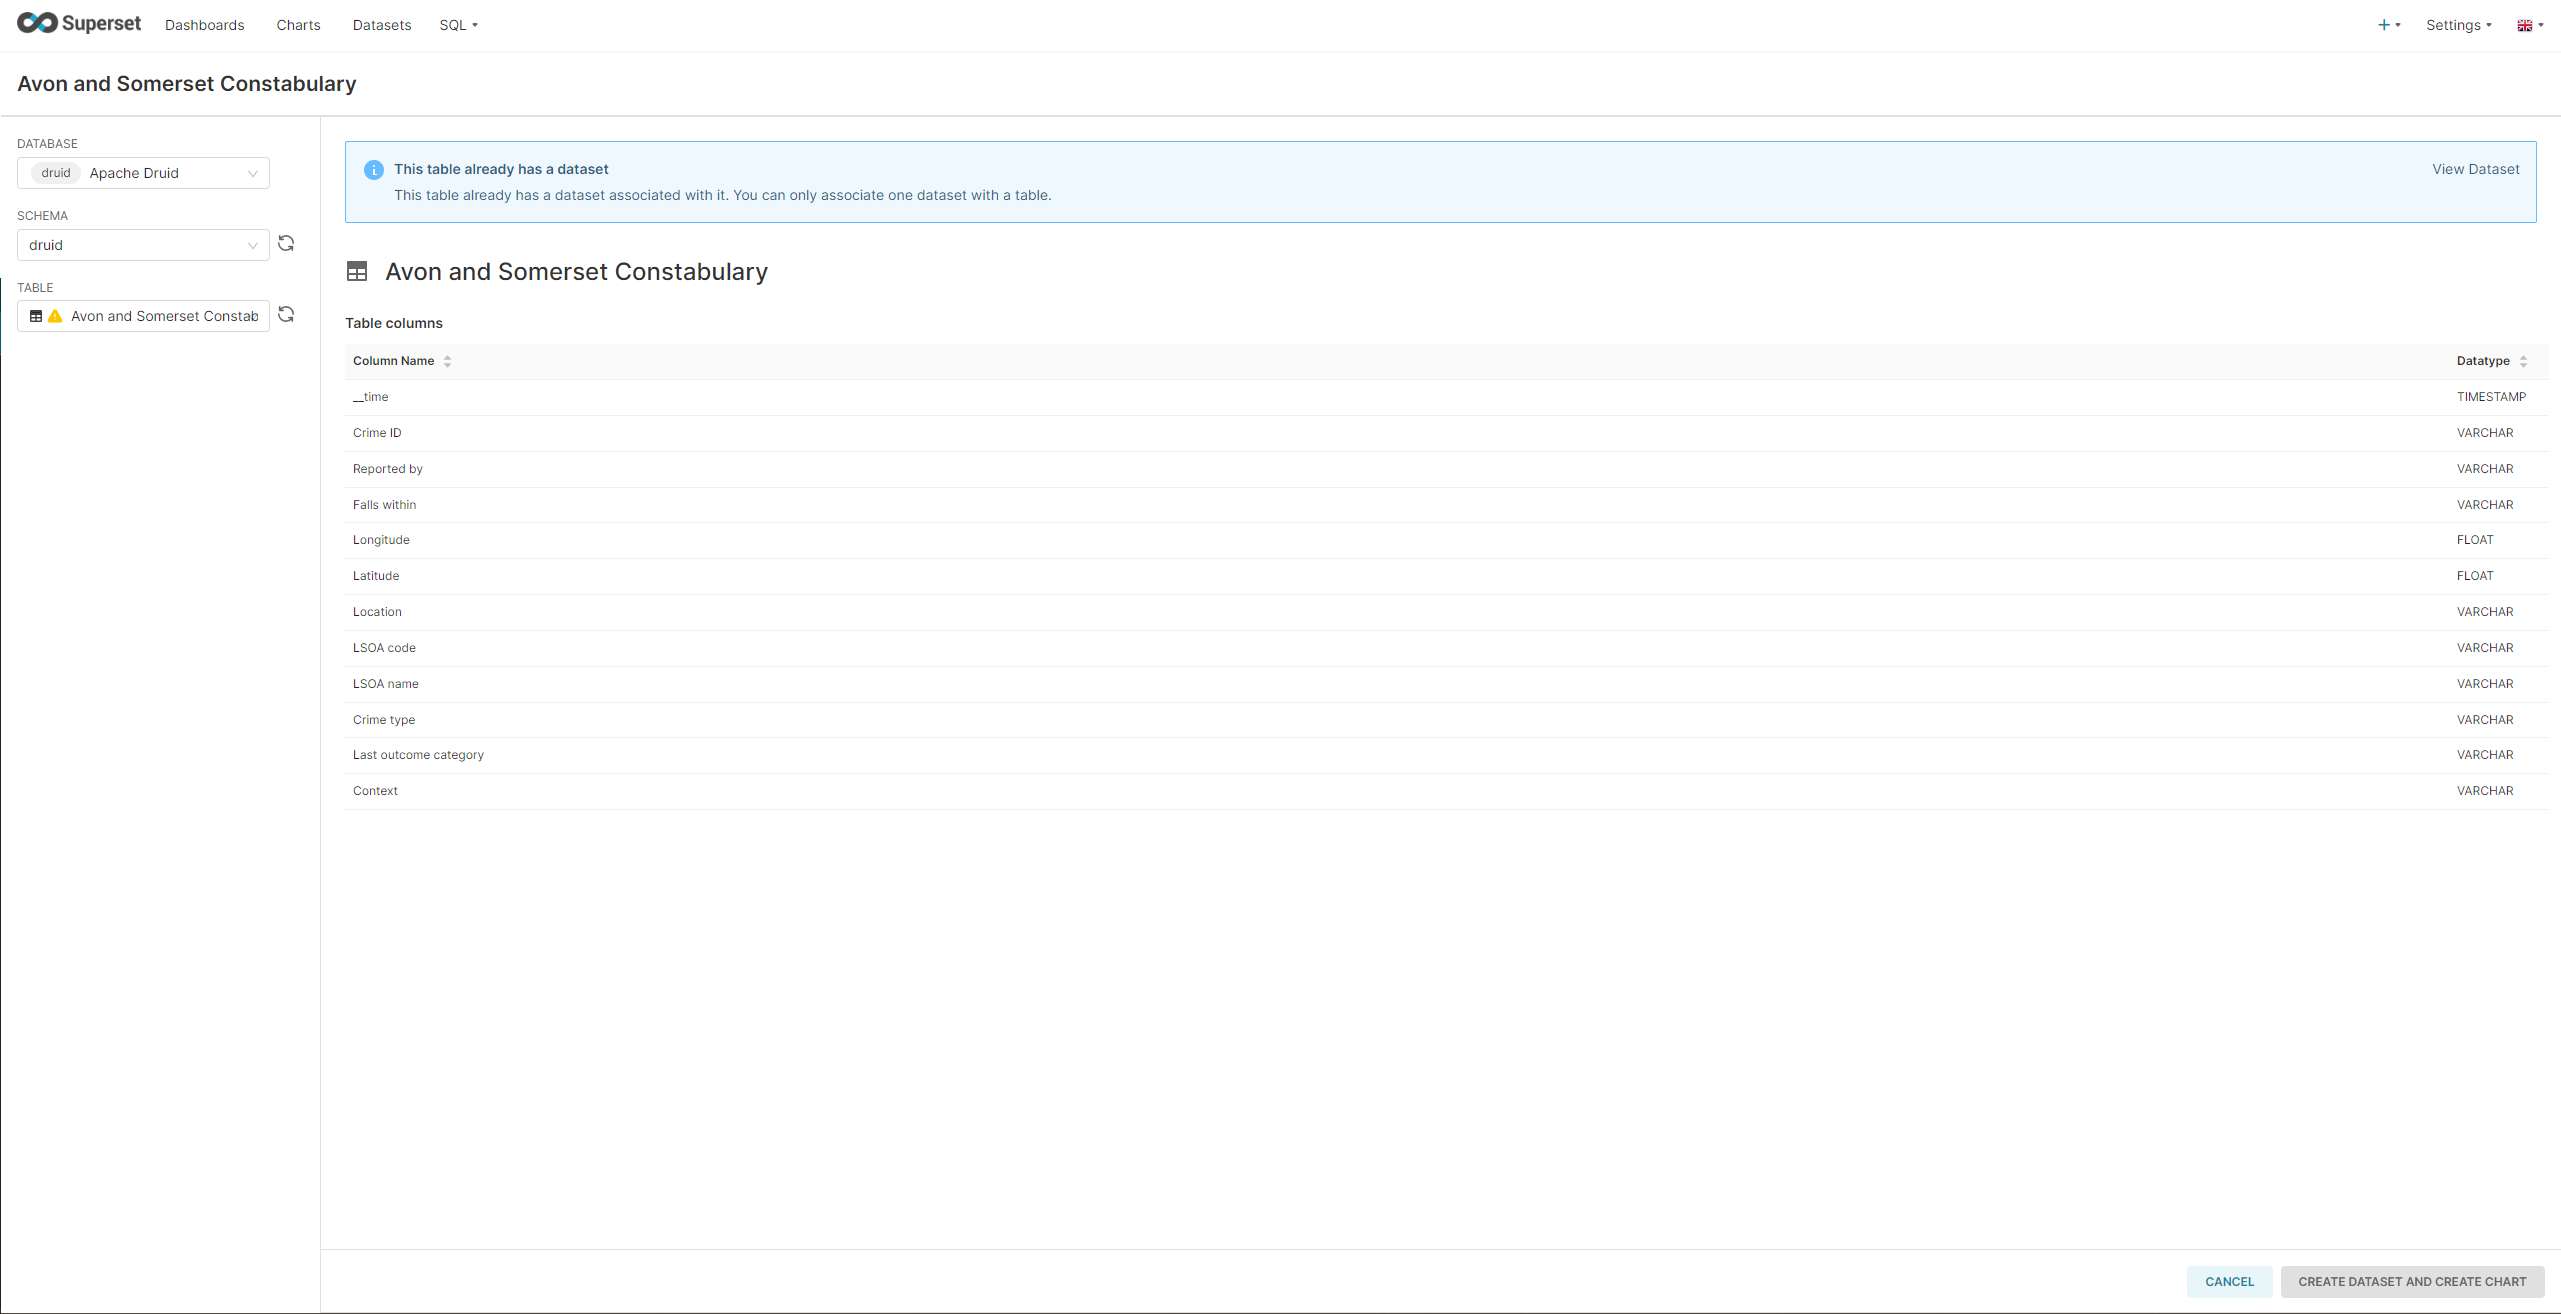 Superset Dashboards Charts Datasets SQL Settings
Avon and Somerset Constabulary
DATABASE
druid Apache Druid
SCHEMA
druid
TABLE
Avon and Somerset Constab
This table already has a dataset View Dataset
This table already has a dataset associated with it. You can only associate one dataset with a table.
Avon and Somerset Constabulary
Table columns
Column Name Datatype
__time TIMESTAMP
Crime ID VARCHAR
Reported by VARCHAR
Falls within VARCHAR
Longitude FLOAT
Latitude FLOAT
Location VARCHAR
LSOA code VARCHAR
LSOA name VARCHAR
Crime type VARCHAR
Last outcome category VARCHAR
Context VARCHAR
CANCEL CREATE DATASET AND CREATE CHART